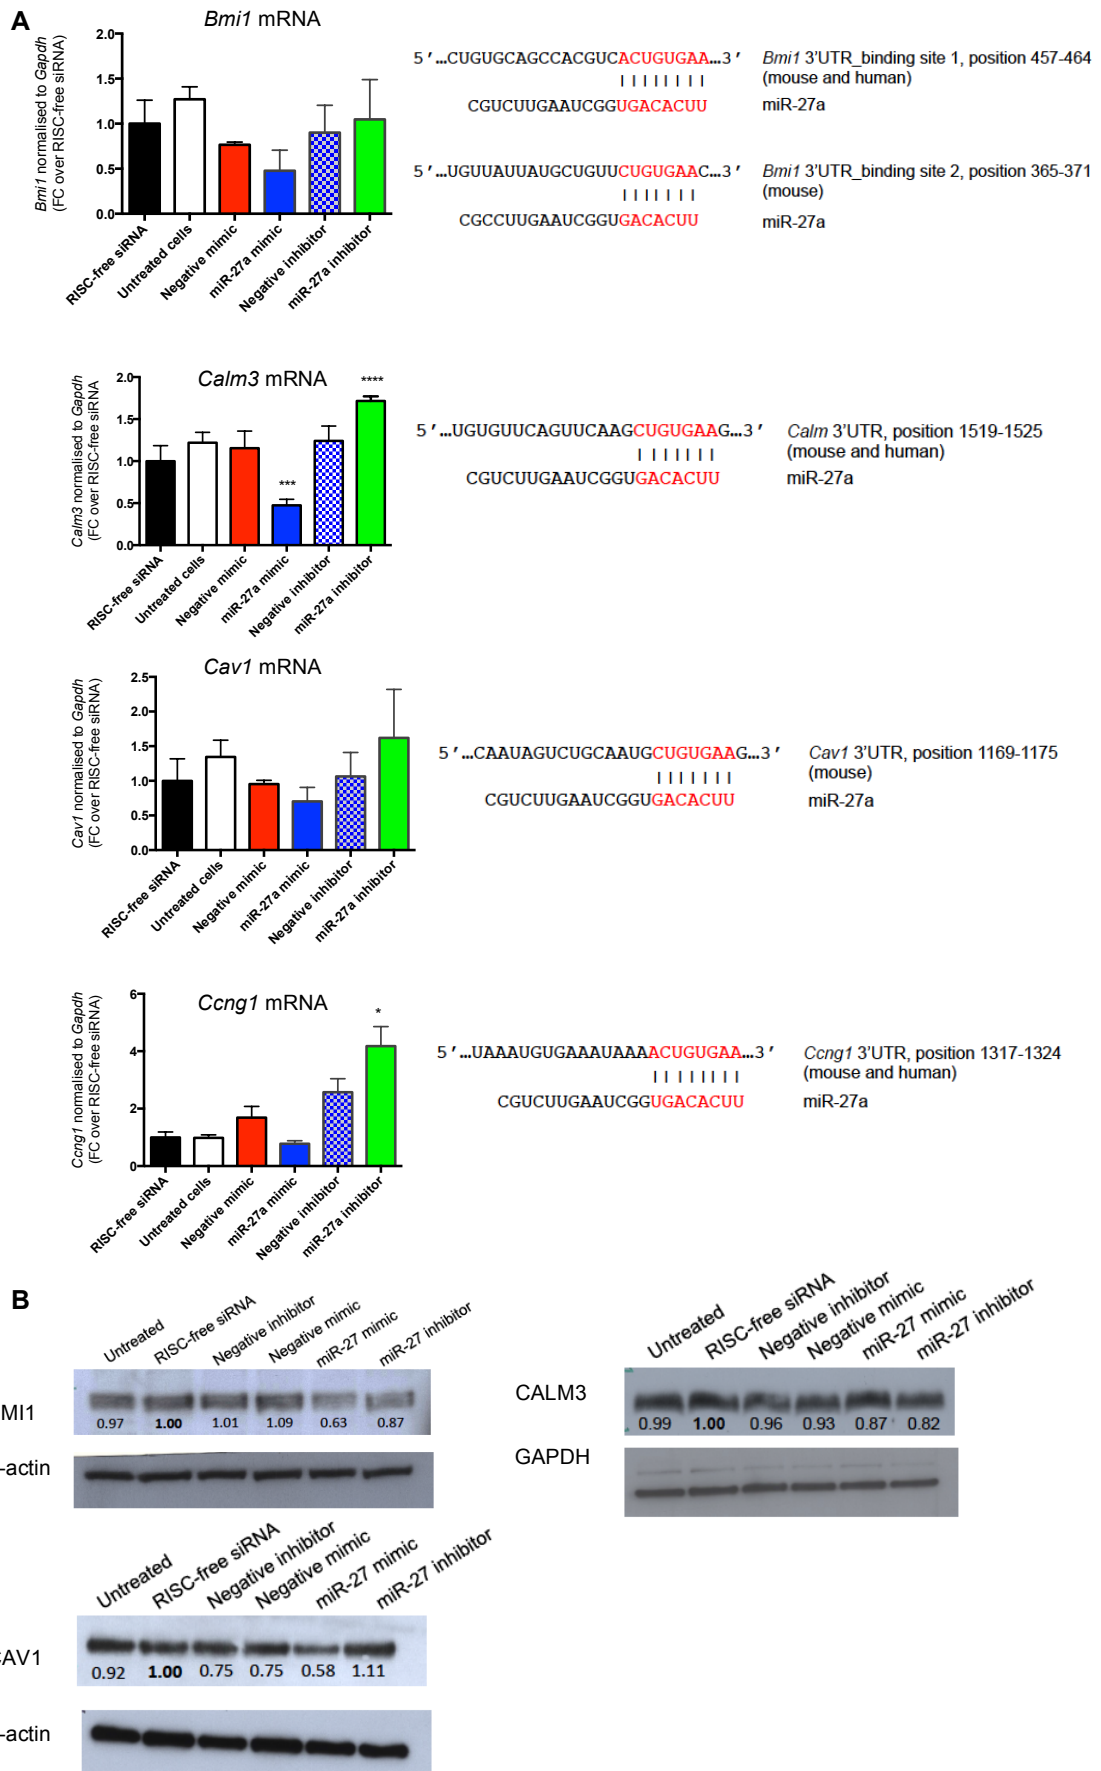 A
Bmi1 mRNA
Bmi1 normalised to Gapdh
(FC over RISC-free siRNA)
2.0
1.5
1.0
0.5
0.0
RISC-free siRNA
Untreated cells
Negative mimic
miR-27a mimic
Negative inhibitor
miR-27a inhibitor
5'...CUGUGCAGCCACGUCACUGUGAA...3'
Bmi1 3'UTR_binding site 1, position 457-464
(mouse and human)
CGUCUUGAAUCGGUGACACUU
miR-27a
5'...UGUUAUUAUGCUGUUCUGUGAAC...3'
Bmi1 3'UTR_binding site 2, position 365-371
(mouse)
CGCCUUGAAUCGGUGACACUU
miR-27a
Calm3 mRNA
Calm3 normalised to Gapdh
(FC over RISC-free siRNA
2.0
1.5
1.0
0.5
0.0
***
****
RISC-free siRNA
Untreated cells
Negative mimic
miR-27a mimic
Negative inhibitor
miR-27a inhibitor
5'...UGUGUUCAGUUCAAGCUGUGAAG...3'
Calm 3'UTR, position 1519-1525
(mouse and human)
CGUCUUGAAUCGGUGACACUU
miR-27a
Cav1 mRNA
Cav1 normalised to Gapdh
(FC over RISC-free siRNA)
2.5
2.0
1.5
1.0
0.5
0.0
RISC-free siRNA
Untreated cells
Negative mimic
miR-27a mimic
Negative inhibitor
miR-27a inhibitor
5'...CAAUAGUCUGCAAUGCUGUGAAG...3'
Cav1 3'UTR, position 1169-1175
(mouse)
CGUCUUGAAUCGGUGACACUU
miR-27a
Ccng1 mRNA
Ccng1 normalised to Gapdh
(FC over RISC-free siRNA)
6
4
2
0
*
RISC-free siRNA
Untreated cells
Negative mimic
miR-27a mimic
Negative inhibitor
miR-27a inhibitor
5'...UAAAUGUGAAAUAAAACUGUGAA...3'
Ccng1 3'UTR, position 1317-1324
(mouse and human)
CGUCUUGAAUCGGUGACACUU
miR-27a
B
Untreated
RISC-free siRNA
Negative inhibitor
Negative mimic
miR-27 mimic
miR-27 inhibitor
MI1
0.97 1.00 1.01 1.09 0.63 0.87
-actin
Untreated
RISC-free siRNA
Negative inhibitor
Negative mimic
miR-27 mimic
miR-27 inhibitor
CALM3
0.99 1.00 0.96 0.93 0.87 0.82
GAPDH
Untreated
RISC-free siRNA
Negative inhibitor
Negative mimic
miR-27 mimic
miR-27 inhibitor
CAV1
0.92 1.00 0.75 0.75 0.58 1.11
-actin